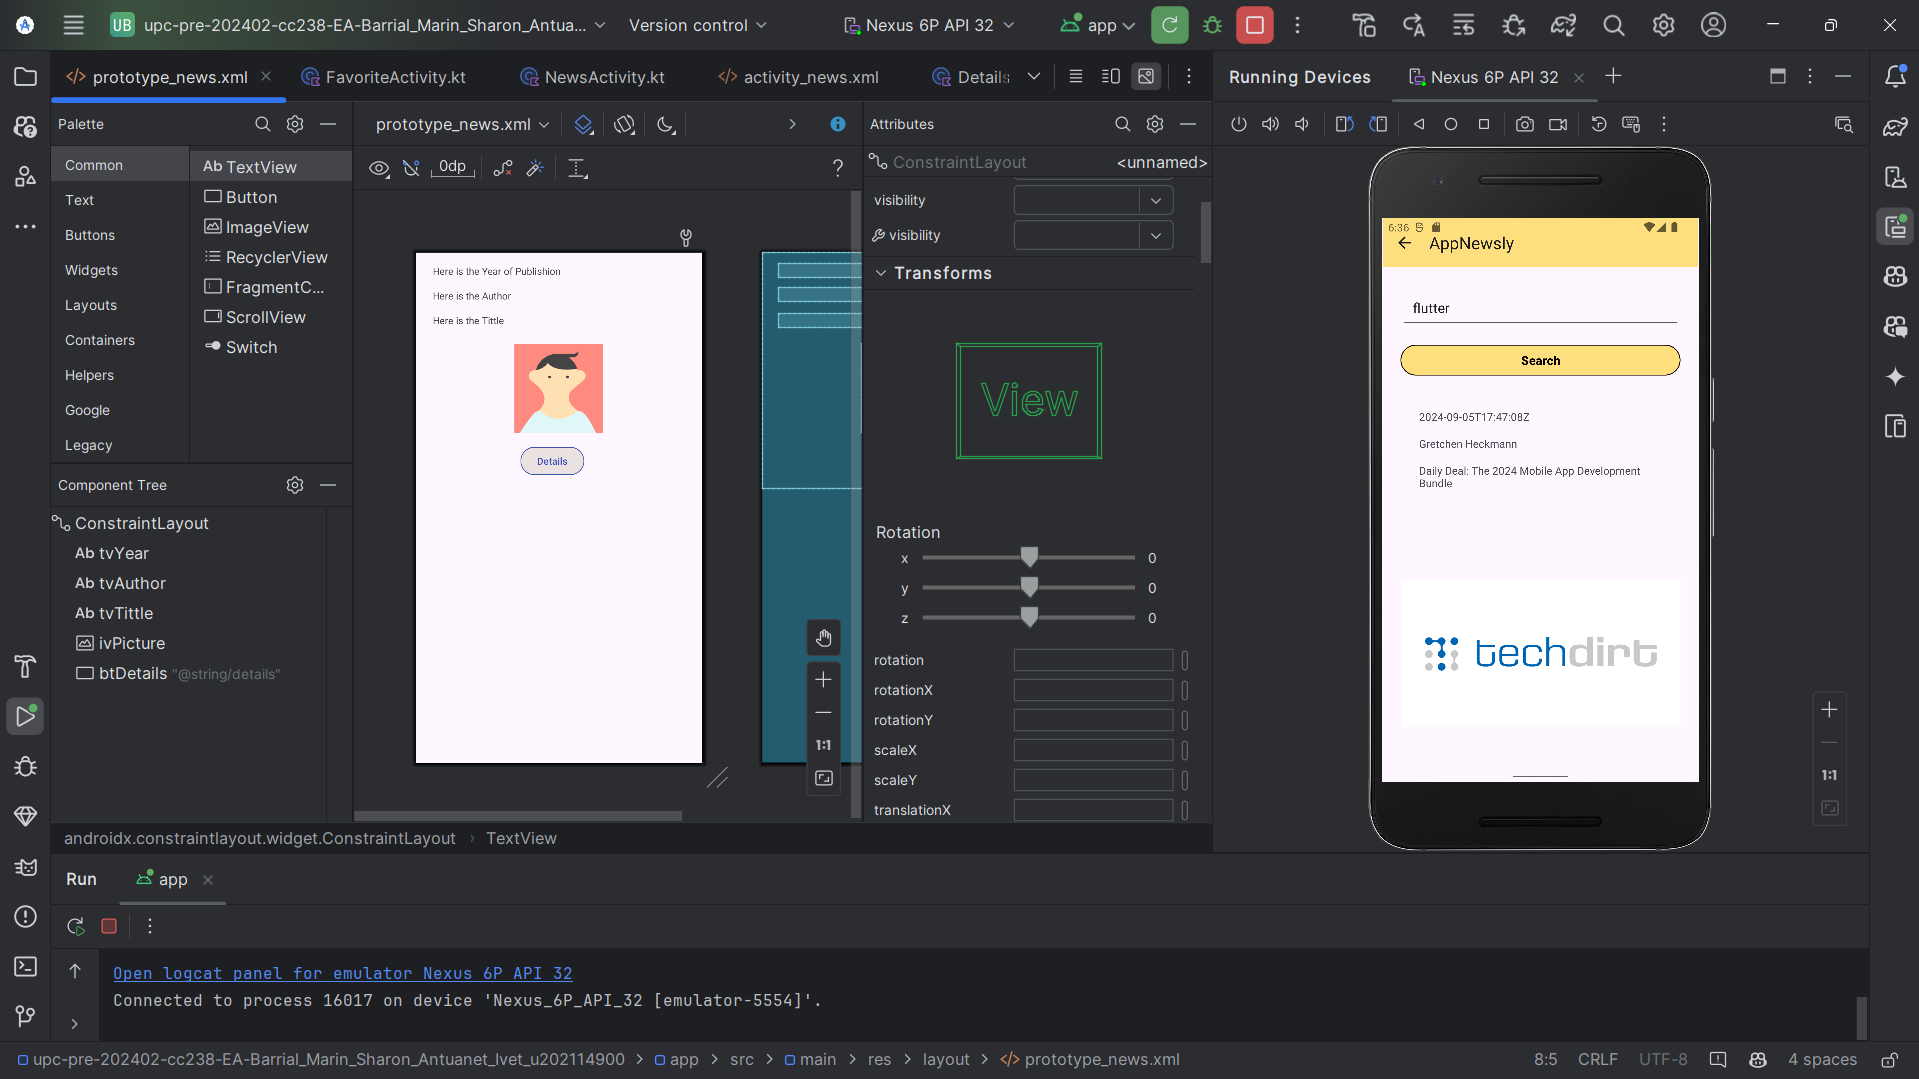 UB upc-pre-202402-cc238-EA-Barrial_Marin_Sharon_Antua... Version control Nexus 6P API 32 app
prototype_news.xml FavoriteActivity.kt NewsActivity.kt activity_news.xml Details
Running Devices Nexus 6P API 32
Palette
Common
Text
Buttons
Widgets
Layouts
Containers
Helpers
Google
Legacy
Ab TextView
Button
ImageView
RecyclerView
FragmentC...
ScrollView
Switch
Component Tree
ConstraintLayout
Ab tvYear
Ab tvAuthor
Ab tvTittle
ivPicture
btDetails "@string/details"
prototype_news.xml
0dp
?
Here is the Year of Publishion
Here is the Author
Here is the Tittle
Details
1:1
Attributes
ConstraintLayout <unnamed>
visibility
visibility
Transforms
View
Rotation
x 0
y 0
z 0
rotation
rotationX
rotationY
scaleX
scaleY
translationX
6:36
AppNewsly
flutter
Search
2024-09-05T17:47:08Z
Gretchen Heckmann
Daily Deal: The 2024 Mobile App Development
Bundle
techdirt
1:1
androidx.constraintlayout.widget.ConstraintLayout › TextView
Run app
Open logcat panel for emulator Nexus 6P API 32
Connected to process 16017 on device 'Nexus_6P_API_32 [emulator-5554]'.
upc-pre-202402-cc238-EA-Barrial_Marin_Sharon_Antuanet_Ivet_u202114900 > app > src > main > res > layout > prototype_news.xml 8:5 CRLF UTF-8 4 spaces